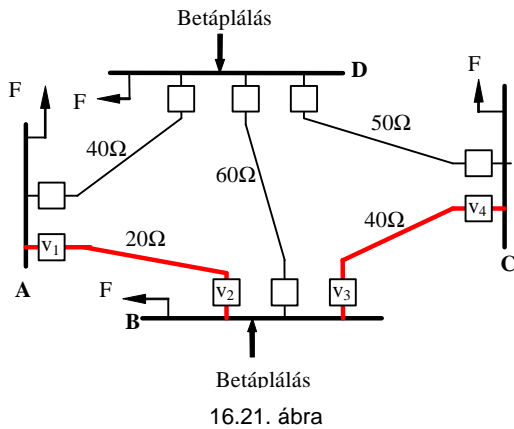 Betáplálás
D
F
F
F
40Ω
60Ω
50Ω
40Ω
20Ω
v1
v2
v3
v4
A
B
C
F
Betáplálás
16.21. ábra